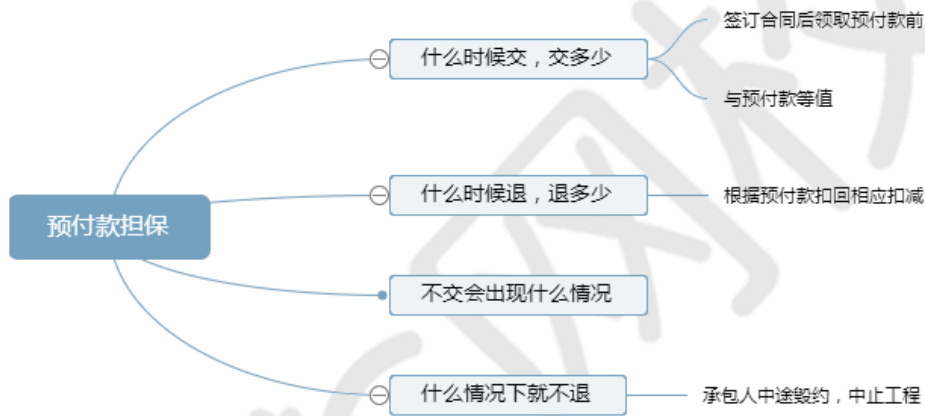 签订合同后领取预付款前
什么时候交，交多少
与预付款等值
什么时候退，退多少
根据预付款扣回相应扣减
预付款担保
不交会出现什么情况
什么情况下就不退
承包人中途毁约，中止工程